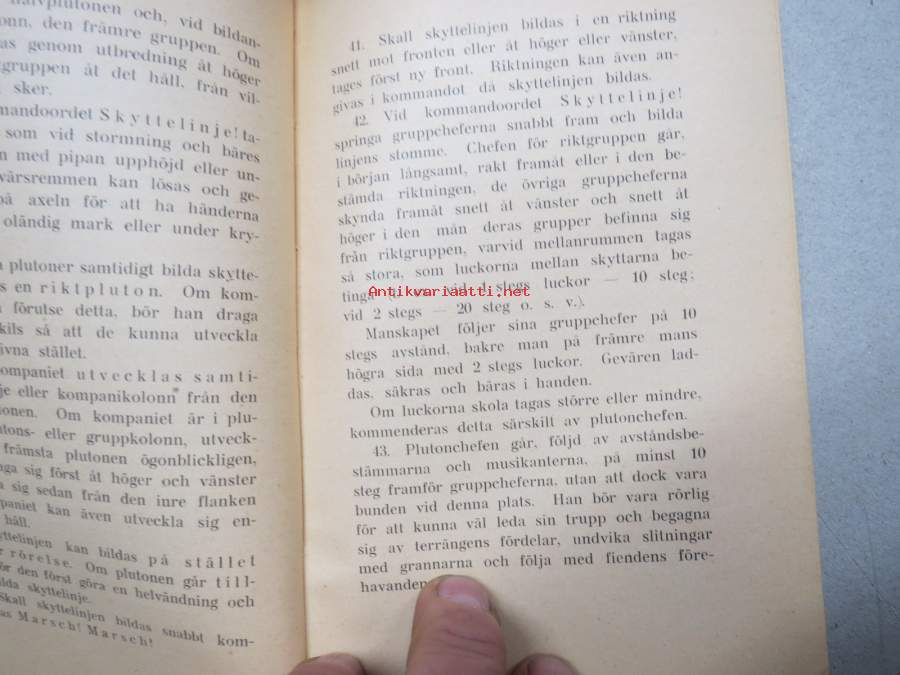 halvplutonen och, vid bildan-
onn, den främre gruppen. Om
as genom utbredning åt höger
gruppen åt det håll, från vil-
sker.
mandoordet Skyttelinje! ta-
som vid stormning och bäres
n med pipan upphöjd eller un-
värsremmen kan lösas och ge-
på axeln för att ha händerna
oländig mark eller under kry-
a plutoner samtidigt bilda skytte-
s en riktpluton. Om kom-
förutse detta, bör han draga
skils så att de kunna utveckla
ivna stället.
ompaniet utvecklas samti-
je eller kompanikolonn från den
tonen. Om kompaniet är i plu-
tons- eller gruppkolonn, utveck-
främsta plutonen ögonblickligen,
nga sig först åt höger och vänster
a sig sedan från den inre flanken
paniet kan även utveckla sig en-
håll.
yttelinjen kan bildas på stället
r rörelse. Om plutonen går till-
ör den först göra en helvändning och
ilda skyttelinje.
Skall skyttelinjen bildas snabbt kom-
as Marsch! Marsch!
41. Skall skyttelinjen bildas i en riktning
snett mot fronten eller åt höger eller vänster,
tages först ny front. Riktningen kan även an-
givas i kommandot då skyttelinjen bildas.
42. Vid kommandoordet Skyttelinje!
springa gruppcheferna snabbt fram och bilda
linjens stomme. Chefen för riktgruppen går,
i början långsamt, rakt framåt eller i den be-
stämda riktningen, de övriga gruppcheferna
skynda framåt snett åt vänster och snett åt
höger i den mån deras grupper befinna sig
från riktgruppen, varvid mellanrummen tagas
så stora, som luckorna mellan skyttarna be-
tinga vid 1 stegs luckor — 10 steg;
Antikvariaatti.net
vid 2 stegs — 20 steg o. s. v.).
Manskapet följer sina gruppchefer på 10
stegs avstånd, bakre man på främre mans
högra sida med 2 stegs luckor. Gevären lad-
das, säkras och bäras i handen.
Om luckorna skola tagas större eller mindre,
kommenderas detta särskilt av plutonchefen.
43. Plutonchefen går, följd av avståndsbe-
stämmarna och musikanterna, på minst 10
steg framför gruppcheferna, utan att dock vara
bunden vid denna plats. Han bör vara rörlig
för att kunna väl leda sin trupp och begagna
sig av terrängens fördelar, undvika slitningar
med grannarna och följa med fiendens före-
havanden